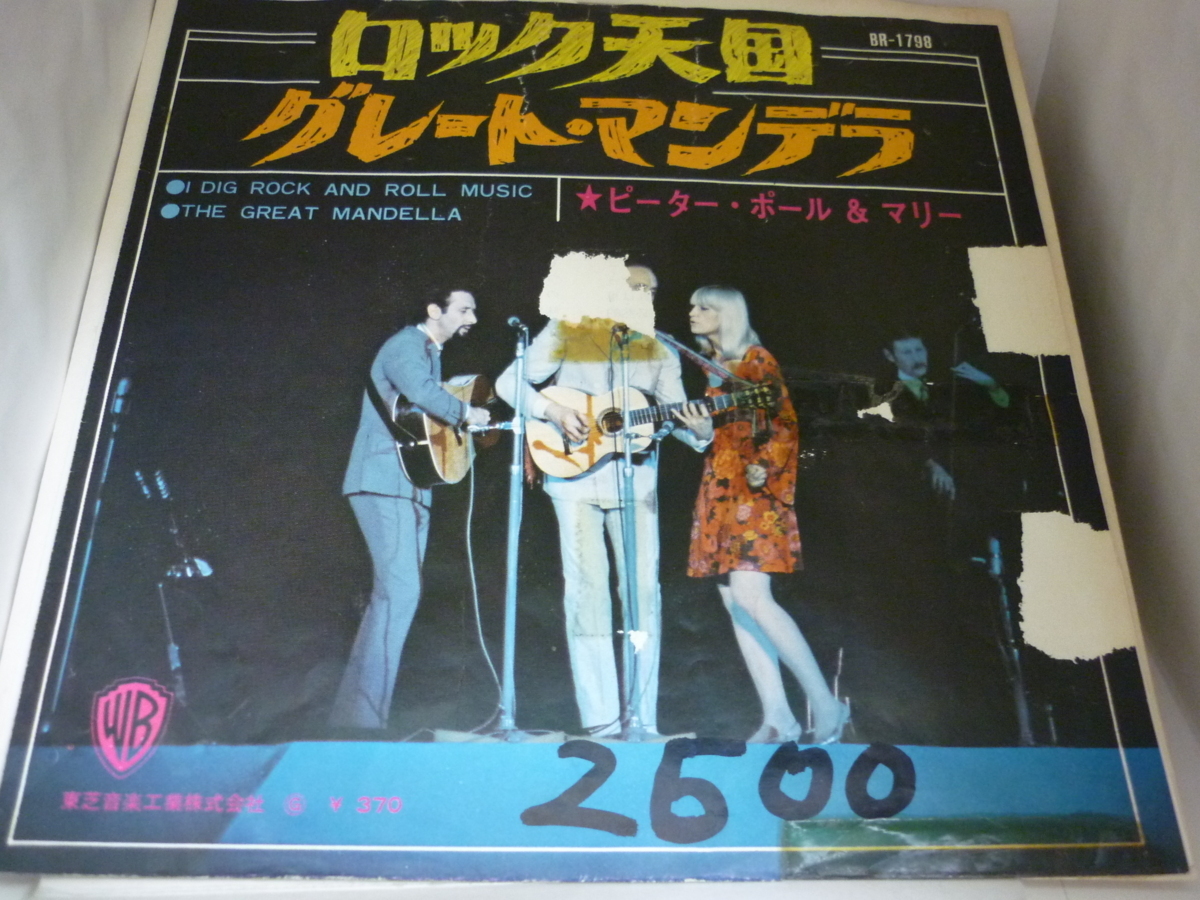 ロック天国
BR-1798
グレート・マンデラ
●I DIG ROCK AND ROLL MUSIC
●THE GREAT MANDELLA
★ピーター・ポール & マリー
WB
東芝音楽工業株式会社 Ⓒ ¥ 370
2600